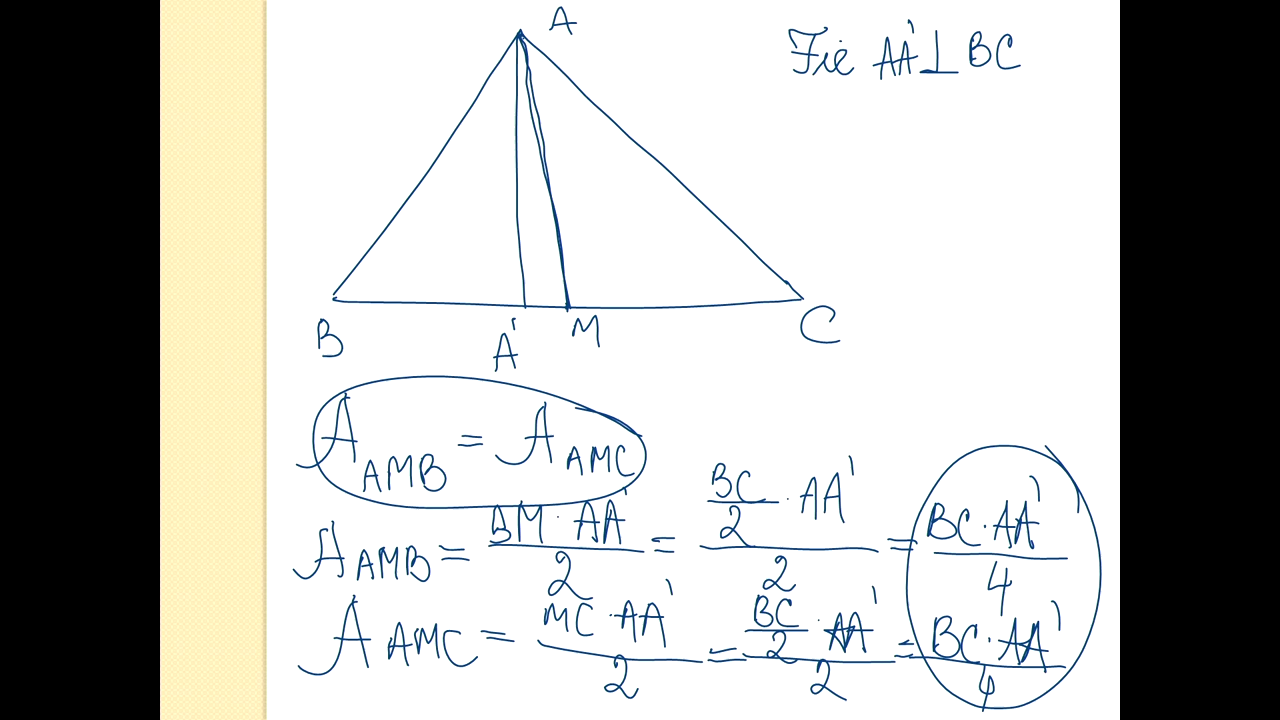 A
Fie AA' ⊥ BC
B A' M C
A_AMB = A_AMC
A_AMB = (BM · AA')/2 = (BC/2 · AA')/2 = (BC · AA')/4
A_AMC = (MC · AA')/2 = (BC/2 · AA')/2 = (BC · AA')/4